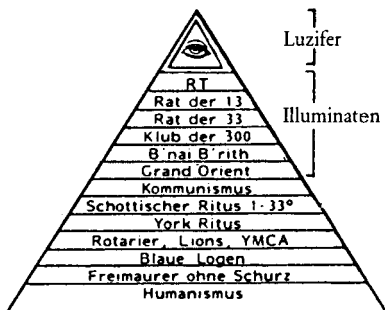 Luzifer
RT
Rat der 13
Rat der 33
Klub der 300
Illuminaten
B'nai B'rith
Grand Orient
Kommunismus
Schottischer Ritus 1-33°
York Ritus
Rotarier, Lions, YMCA
Blaue Logen
Freimaurer ohne Schurz
Humanismus